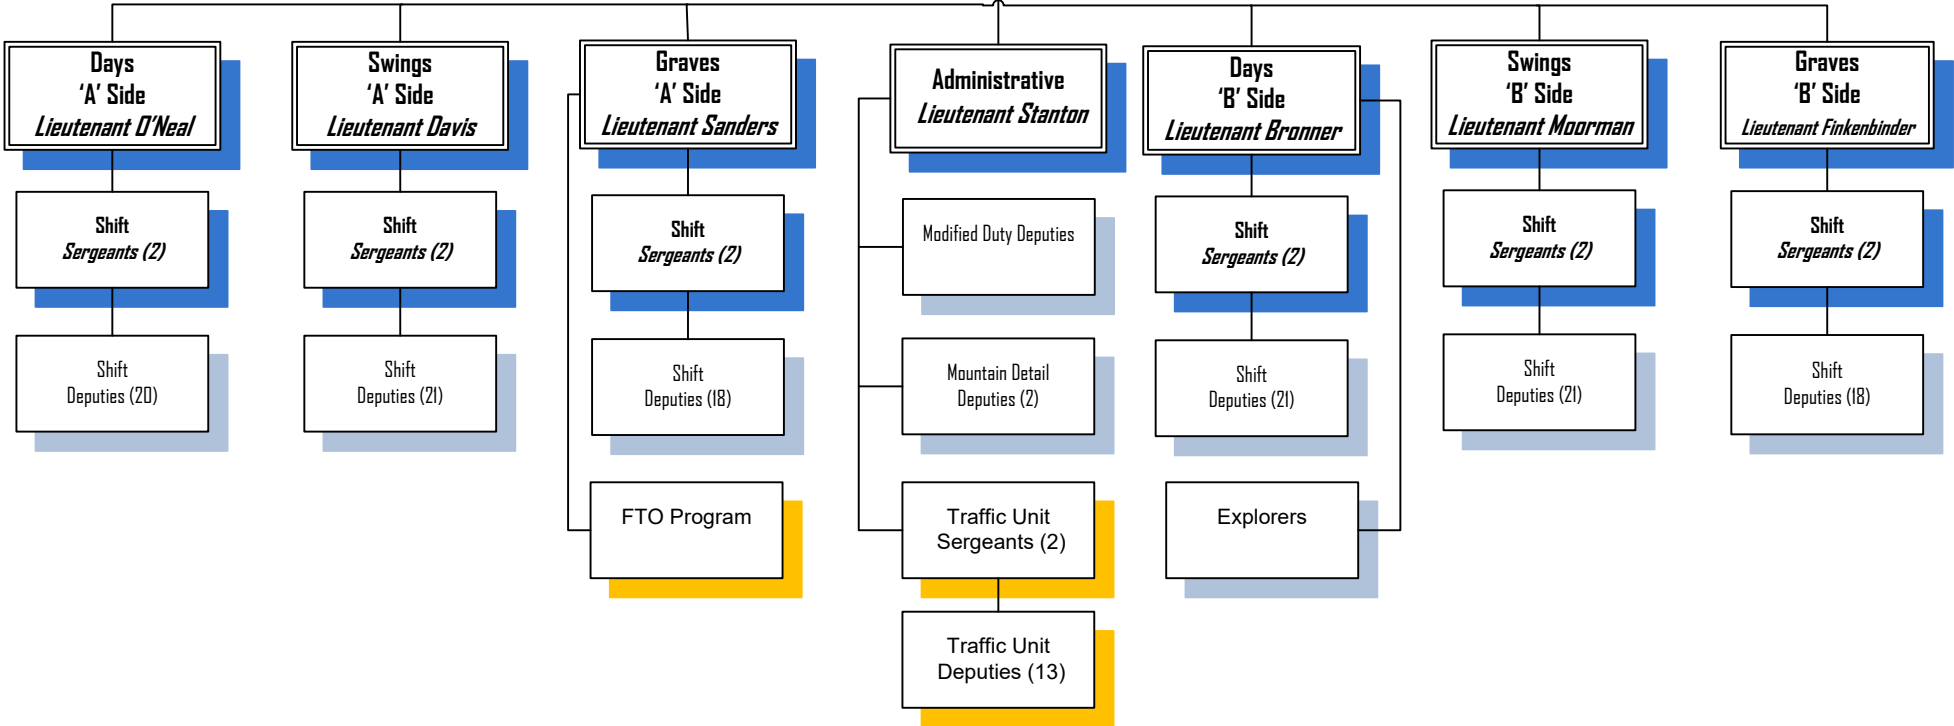 Days
‘A’ Side
Lieutenant O’Neal
Swings
‘A’ Side
Lieutenant Davis
Graves
‘A’ Side
Lieutenant Sanders
Administrative
Lieutenant Stanton
Days
‘B’ Side
Lieutenant Bronner
Swings
‘B’ Side
Lieutenant Moorman
Graves
‘B’ Side
Lieutenant Finkenbinder
Shift
Sergeants (2)
Shift
Sergeants (2)
Shift
Sergeants (2)
Modified Duty Deputies
Shift
Sergeants (2)
Shift
Sergeants (2)
Shift
Sergeants (2)
Shift
Deputies (20)
Shift
Deputies (21)
Shift
Deputies (18)
Mountain Detail
Deputies (2)
Shift
Deputies (21)
Shift
Deputies (21)
Shift
Deputies (18)
FTO Program
Traffic Unit
Sergeants (2)
Explorers
Traffic Unit
Deputies (13)